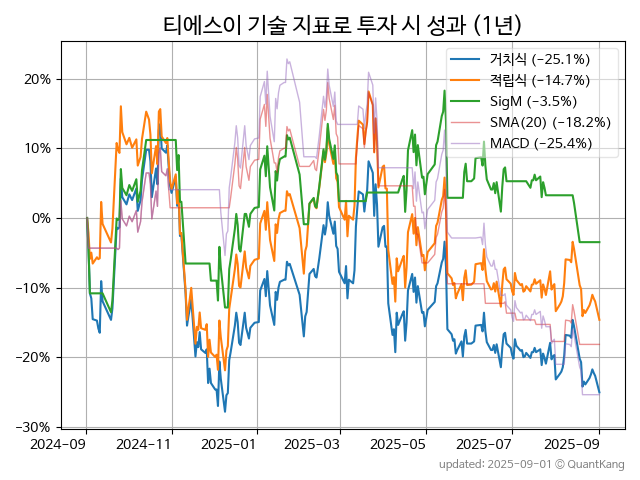 티에스이 기술 지표로 투자 시 성과 (1년)
거치식 (−25.1%)
적립식 (−14.7%)
SigM (−3.5%)
SMA(20) (−18.2%)
MACD (−25.4%)
20%
10%
0%
−10%
−20%
−30%
2024-09 2024-11 2025-01 2025-03 2025-05 2025-07 2025-09
updated: 2025-09-01 © QuantKang